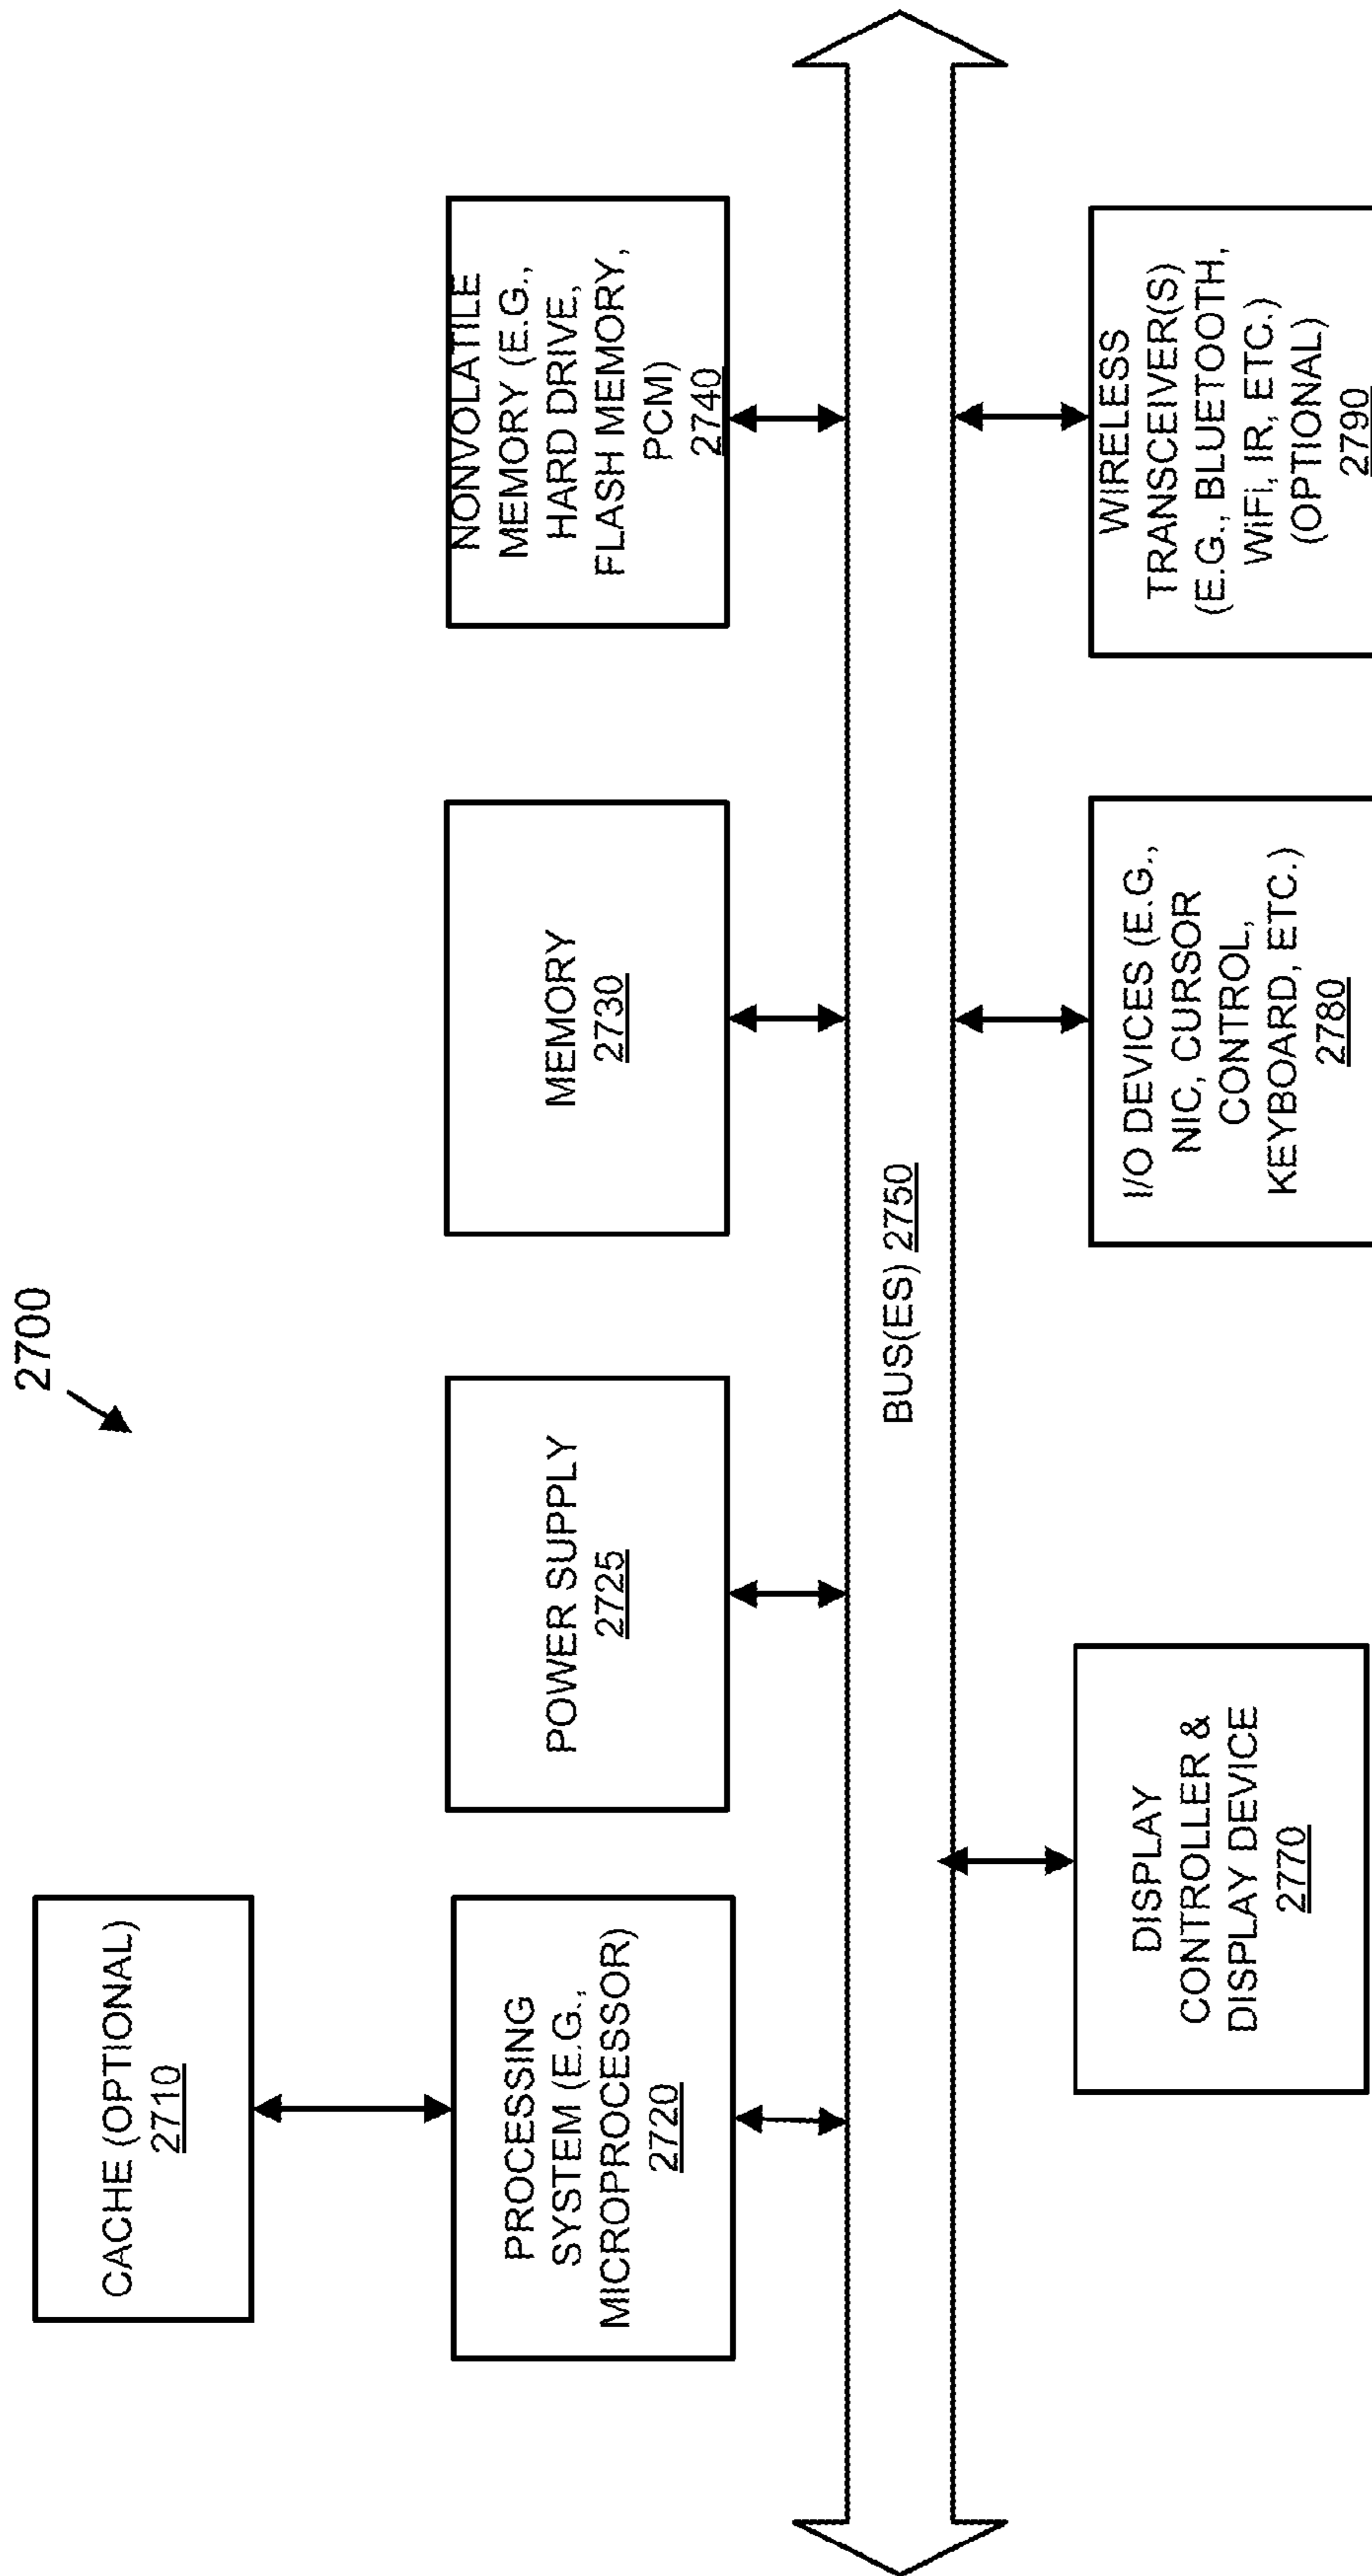 2700
CACHE (OPTIONAL)
2710
PROCESSING
SYSTEM (E.G.,
MICROPROCESSOR)
2720
POWER SUPPLY
2725
MEMORY
2730
NONVOLATILE
MEMORY (E.G.,
HARD DRIVE,
FLASH MEMORY,
PCM)
2740
BUS(ES) 2750
DISPLAY
CONTROLLER &
DISPLAY DEVICE
2770
I/O DEVICES (E.G.,
NIC, CURSOR
CONTROL,
KEYBOARD, ETC.)
2780
WIRELESS
TRANSCEIVER(S)
(E.G., BLUETOOTH,
WiFi, IR, ETC.)
(OPTIONAL)
2790